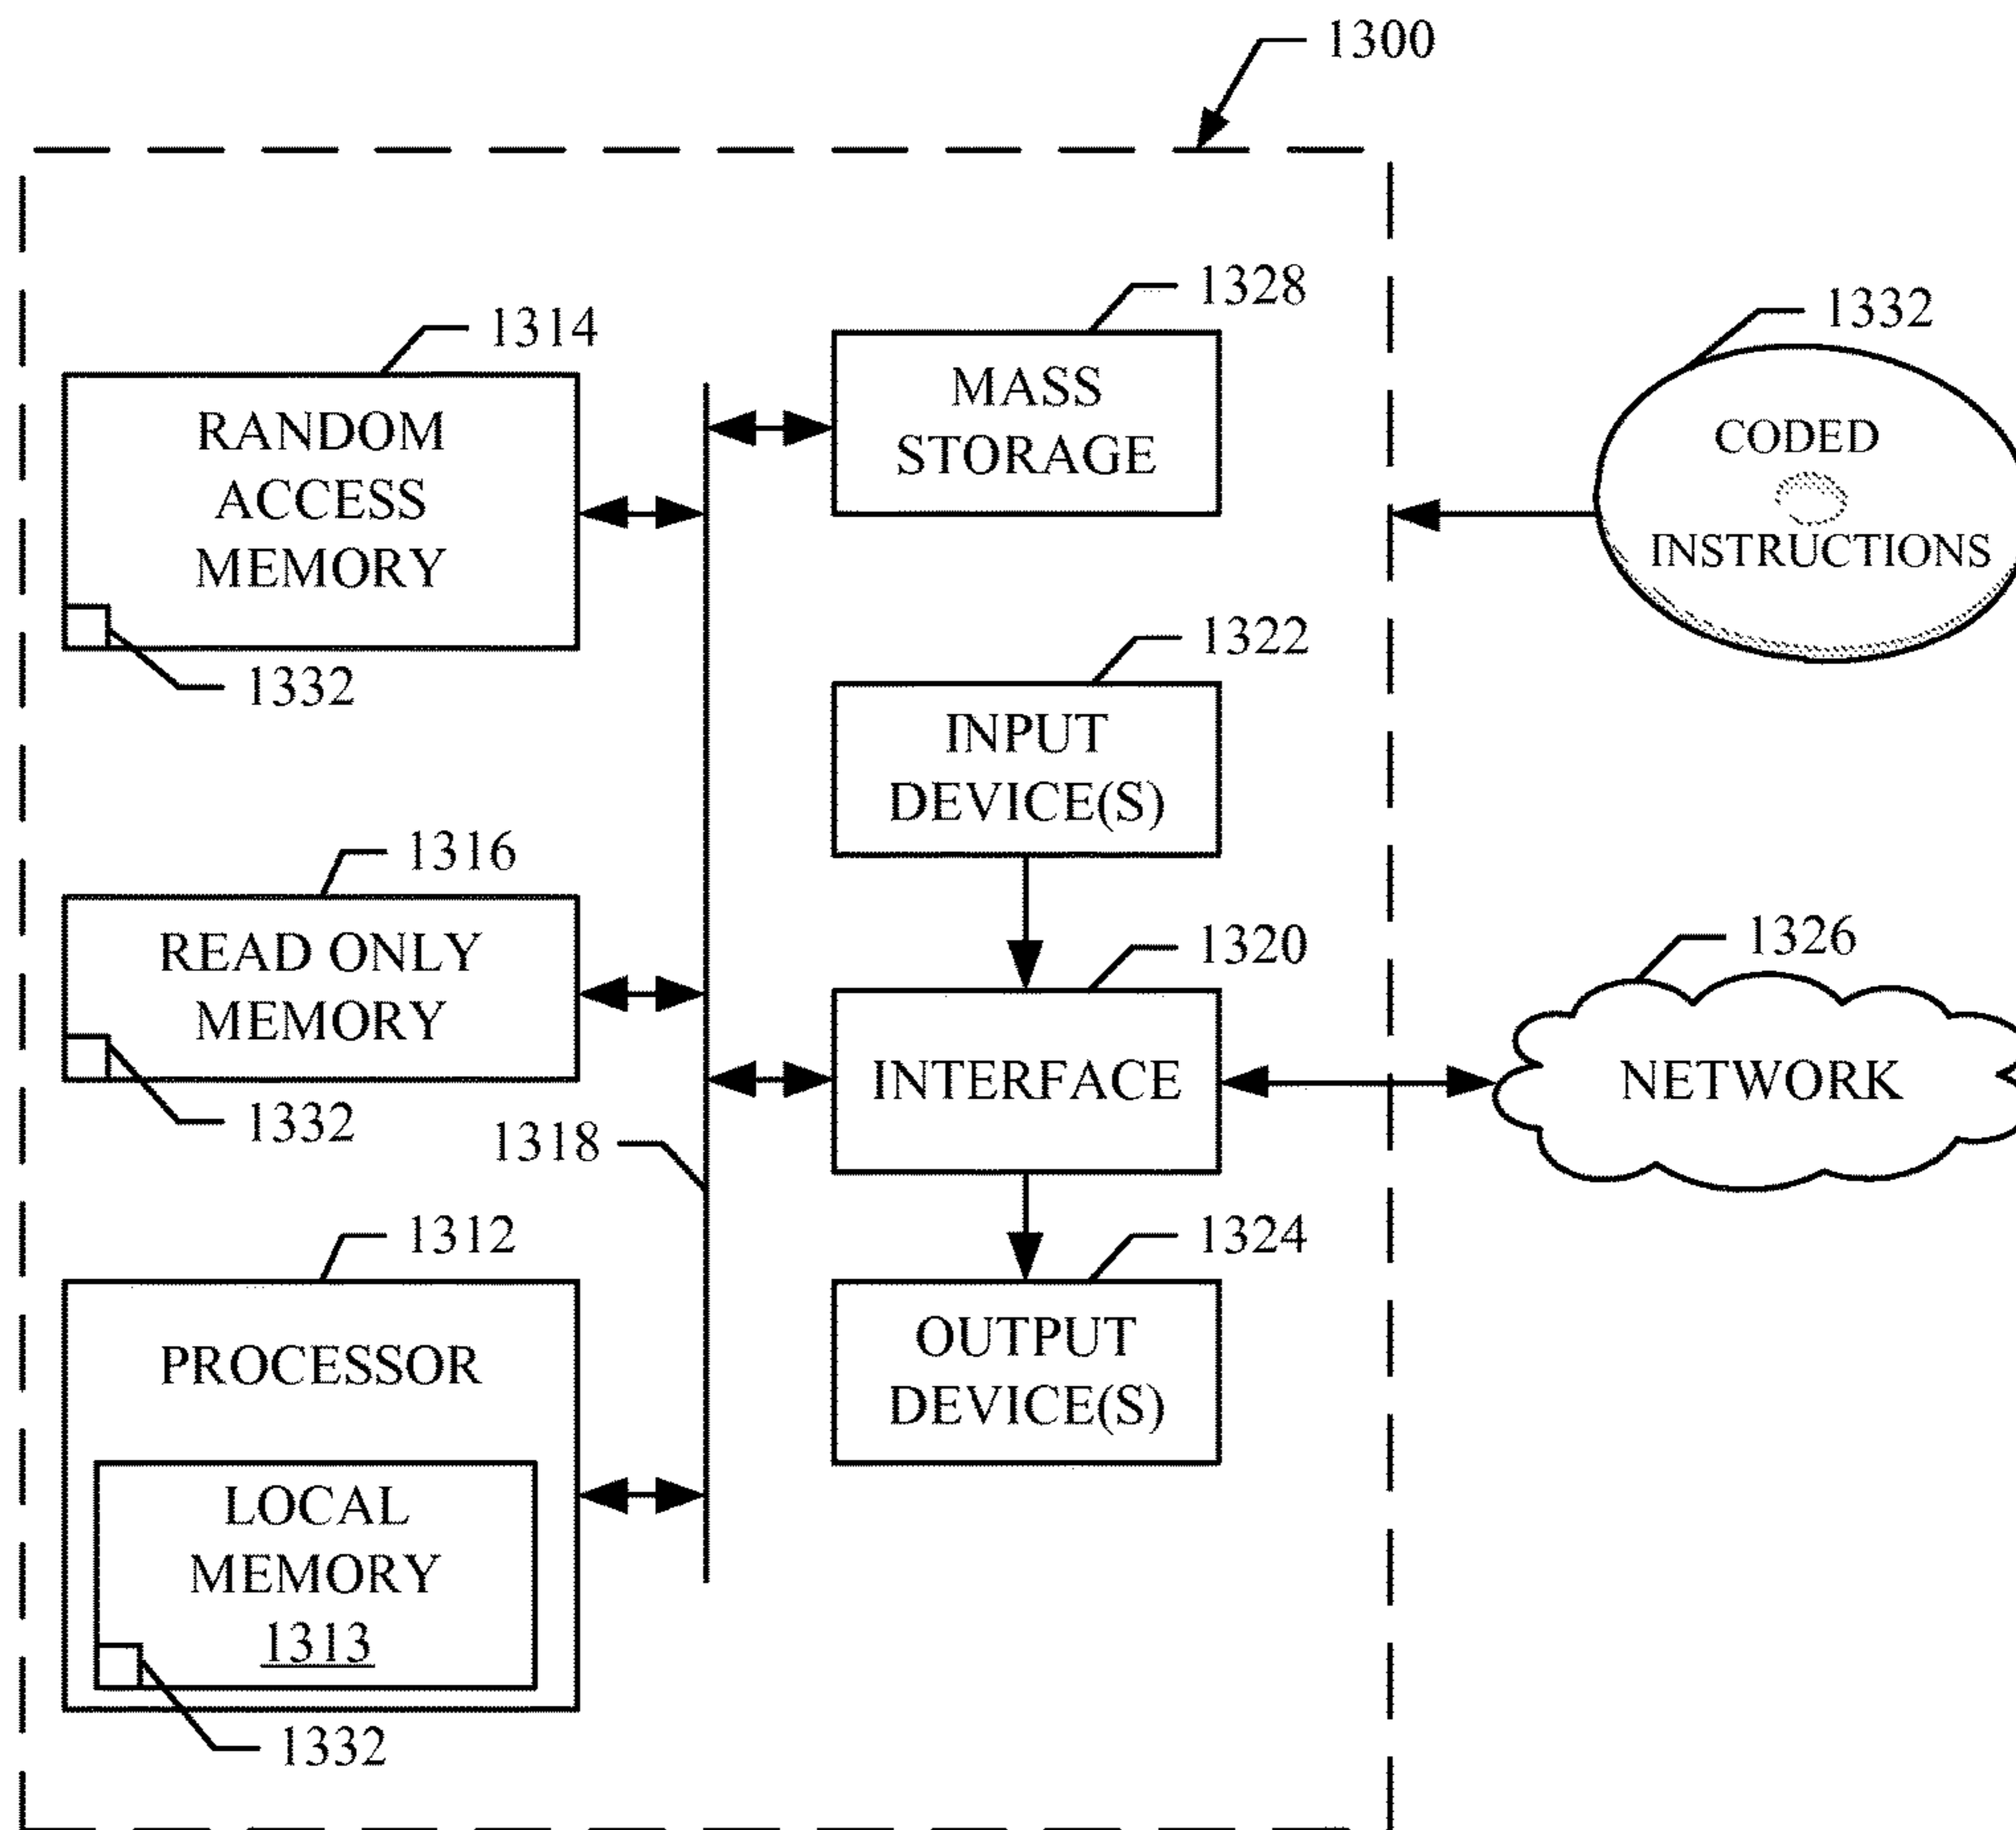 1300
1328
1314
1332
MASS
STORAGE
RANDOM
ACCESS
MEMORY
CODED
INSTRUCTIONS
1332
1322
INPUT
DEVICE(S)
1316
1320
1326
READ ONLY
MEMORY
INTERFACE
NETWORK
1332
1318
1312
1324
PROCESSOR
OUTPUT
DEVICE(S)
LOCAL
MEMORY
1313
1332